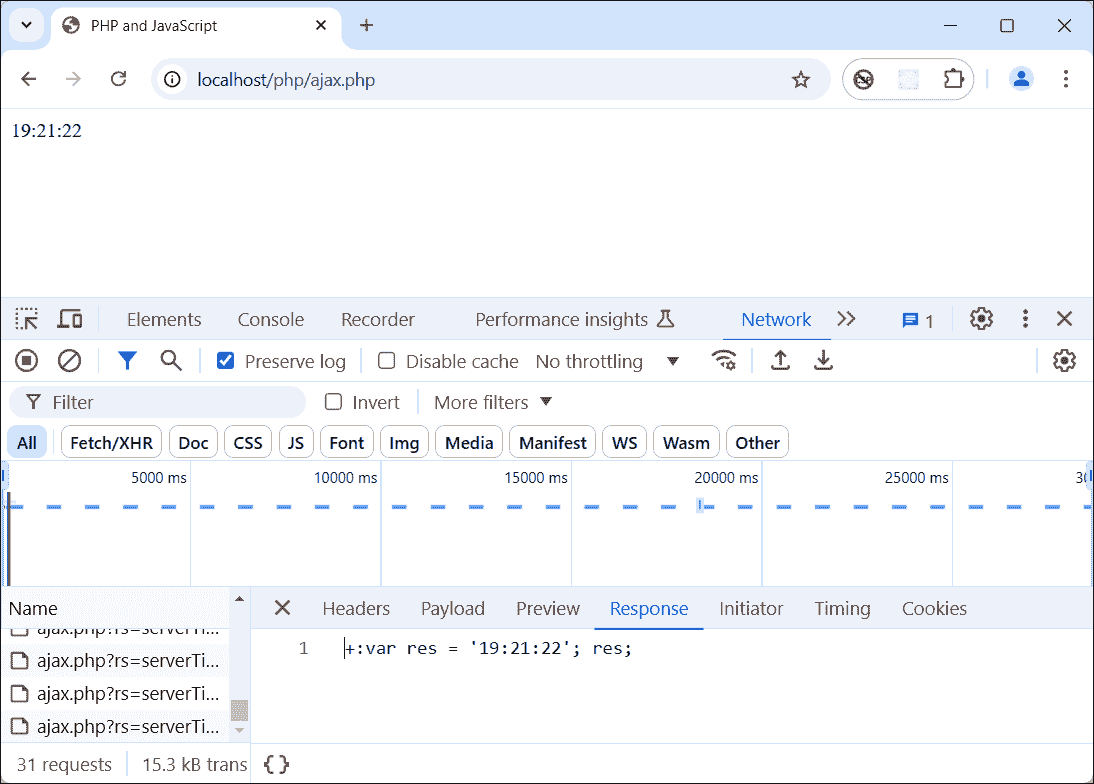 PHP and JavaScript
localhost/php/ajax.php
19:21:22
Elements Console Recorder Performance insights Network 1
Preserve log Disable cache No throttling
Filter Invert More filters
All Fetch/XHR Doc CSS JS Font Img Media Manifest WS Wasm Other
5000 ms 10000 ms 15000 ms 20000 ms 25000 ms
Name Headers Payload Preview Response Initiator Timing Cookies
ajax.php?rs=serverTi...
1 +:var res = '19:21:22'; res;
ajax.php?rs=serverTi...
ajax.php?rs=serverTi...
ajax.php?rs=serverTi...
31 requests 15.3 kB trans {}